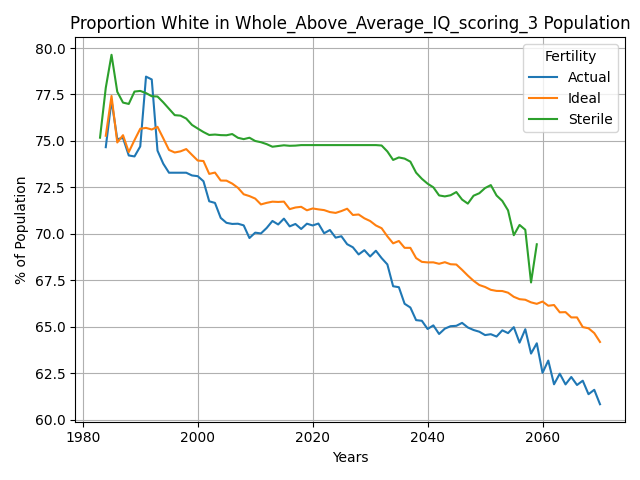 Proportion White in Whole_Above_Average_IQ_scoring_3 Population
% of Population
80.0
77.5
75.0
72.5
70.0
67.5
65.0
62.5
60.0
Fertility
Actual
Ideal
Sterile
1980
2000
2020
2040
2060
Years